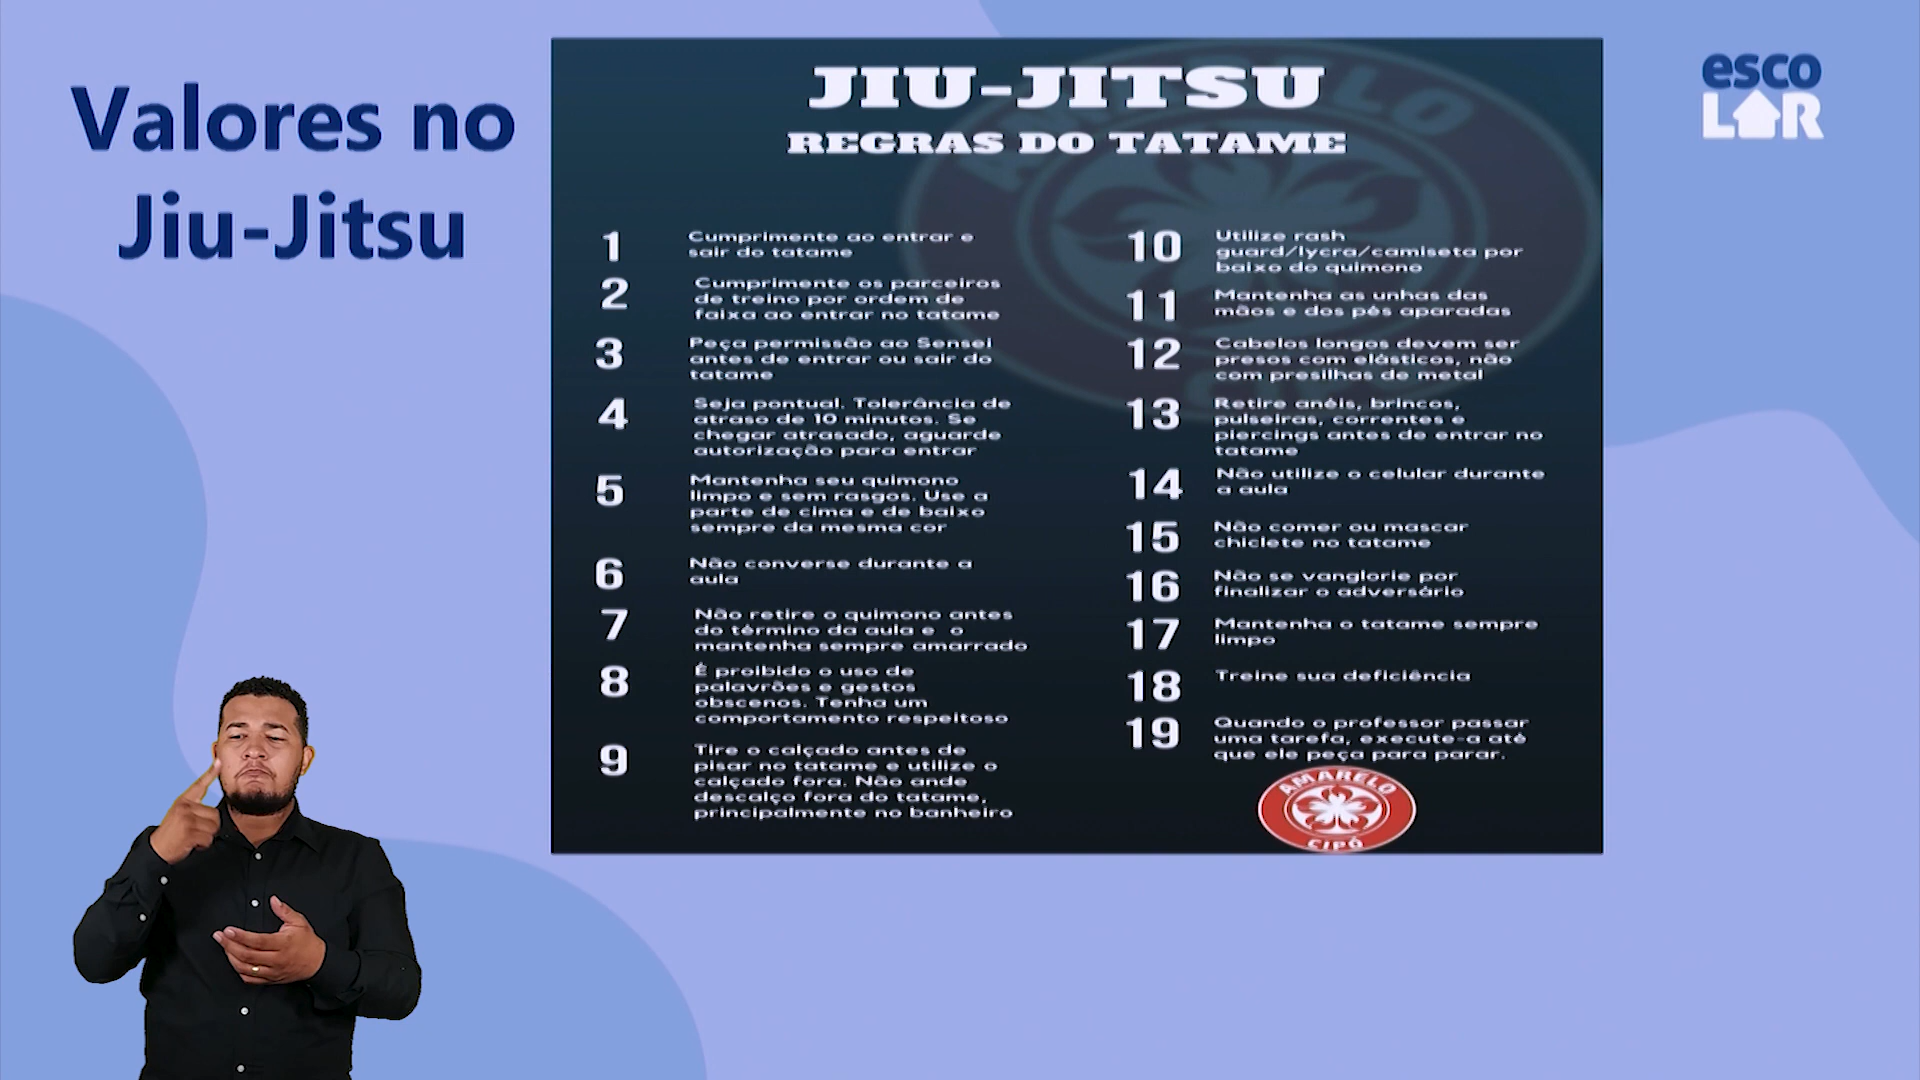 Valores no
Jiu-Jitsu
JIU-JITSU
REGRAS DO TATAME
1
Cumprimente ao entrar e
sair do tatame
2
Cumprimente os parceiros
de treino por ordem de
faixa ao entrar no tatame
3
Peça permissão ao Sensei
antes de entrar ou sair do
tatame
4
Seja pontual. Tolerância de
atraso de 10 minutos. Se
chegar atrasado, aguarde
autorização para entrar
5
Mantenha seu quimono
limpo e sem rasgos. Use a
parte de cima e de baixo
sempre da mesma cor
6
Não converse durante a
aula
7
Não retire o quimono antes
do término da aula e o
mantenha sempre amarrado
8
É proibido o uso de
palavrões e gestos
obscenos. Tenha um
comportamento respeitoso
9
Tire o calçado antes de
pisar no tatame e utilize o
calçado fora. Não ande
descalço fora do tatame,
principalmente no banheiro
10
Utilize rash
guard/lycra/camiseta por
baixo do quimono
11
Mantenha as unhas das
mãos e dos pés aparadas
12
Cabelos longos devem ser
presos com elásticos, não
com presilhas de metal
13
Retire anéis, brincos,
pulseiras, correntes e
piercings antes de entrar no
tatame
14
Não utilize o celular durante
a aula
15
Não comer ou mascar
chiclete no tatame
16
Não se vanglorie por
finalizar o adversário
17
Mantenha o tatame sempre
limpo
18
Treine sua deficiência
19
Quando o professor passar
uma tarefa, execute-a até
que ele peça para parar.
AMARELO
CIPÓ
esco
LAR